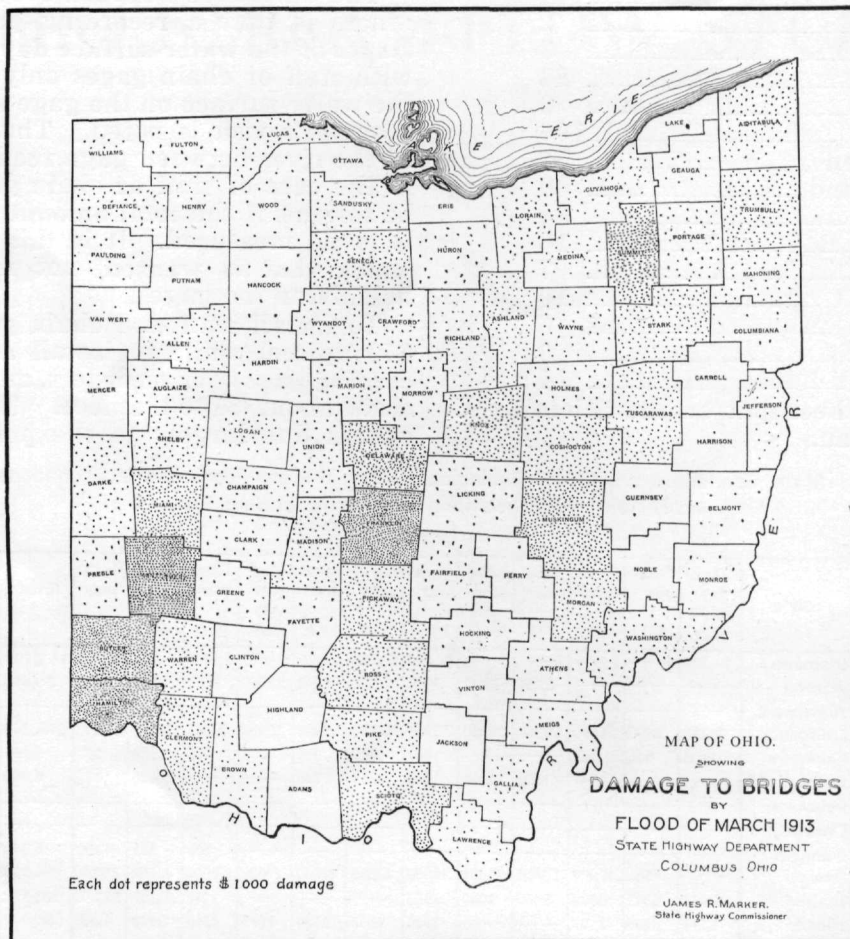 LAKE ERIE
LAKE
ASHTABULA
LUCAS
FULTON
WILLIAMS
OTTAWA
GEAUGA
CUYAHOGA
DEFIANCE
HENRY
WOOD
SANDUSKY
ERIE
LORAIN
TRUMBULL
PAULDING
SENECA
HURON
MEDINA
SUMMIT
PORTAGE
MAHONING
PUTNAM
HANCOCK
VAN WERT
WYANDOT
CRAWFORD
RICHLAND
ASHLAND
WAYNE
STARK
COLUMBIANA
ALLEN
HARDIN
MERCER
AUGLAIZE
MARION
MORROW
HOLMES
CARROLL
JEFFERSON
TUSCARAWAS
SHELBY
LOGAN
UNION
DELAWARE
KNOX
COSHOCTON
HARRISON
DARKE
CHAMPAIGN
LICKING
GUERNSEY
BELMONT
MIAMI
CLARK
MADISON
FRANKLIN
MUSKINGUM
PREBLE
GREENE
FAIRFIELD
PERRY
NOBLE
MONROE
FAYETTE
PICKAWAY
MORGAN
BUTLER
WARREN
CLINTON
HOCKING
WASHINGTON
ROSS
ATHENS
HAMILTON
HIGHLAND
VINTON
CLERMONT
PIKE
JACKSON
MEIGS
BROWN
ADAMS
SCIOTO
GALLIA
LAWRENCE
OHIO RIVER
MAP OF OHIO.
SHOWING
DAMAGE TO BRIDGES
BY
FLOOD OF MARCH 1913
STATE HIGHWAY DEPARTMENT
COLUMBUS OHIO
JAMES R. MARKER.
State Highway Commissioner
Each dot represents $1000 damage